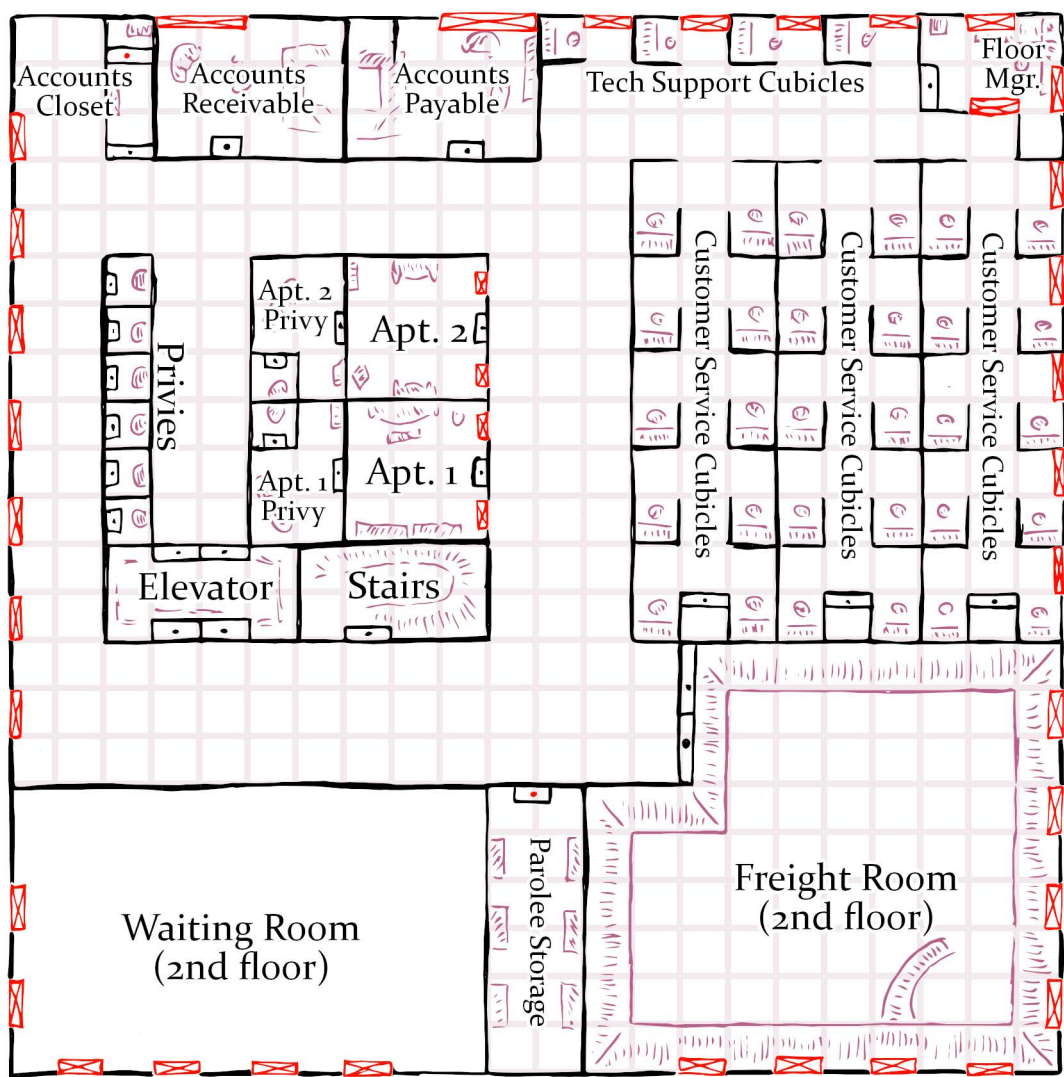 Accounts
Closet
Accounts
Receivable
Accounts
Payable
Tech Support Cubicles
Floor
Mgr.
Customer Service Cubicles
Customer Service Cubicles
Customer Service Cubicles
Privies
Apt. 2
Privy
Apt. 2
Apt. 1
Privy
Apt. 1
Elevator
Stairs
Waiting Room
(2nd floor)
Parolee Storage
Freight Room
(2nd floor)